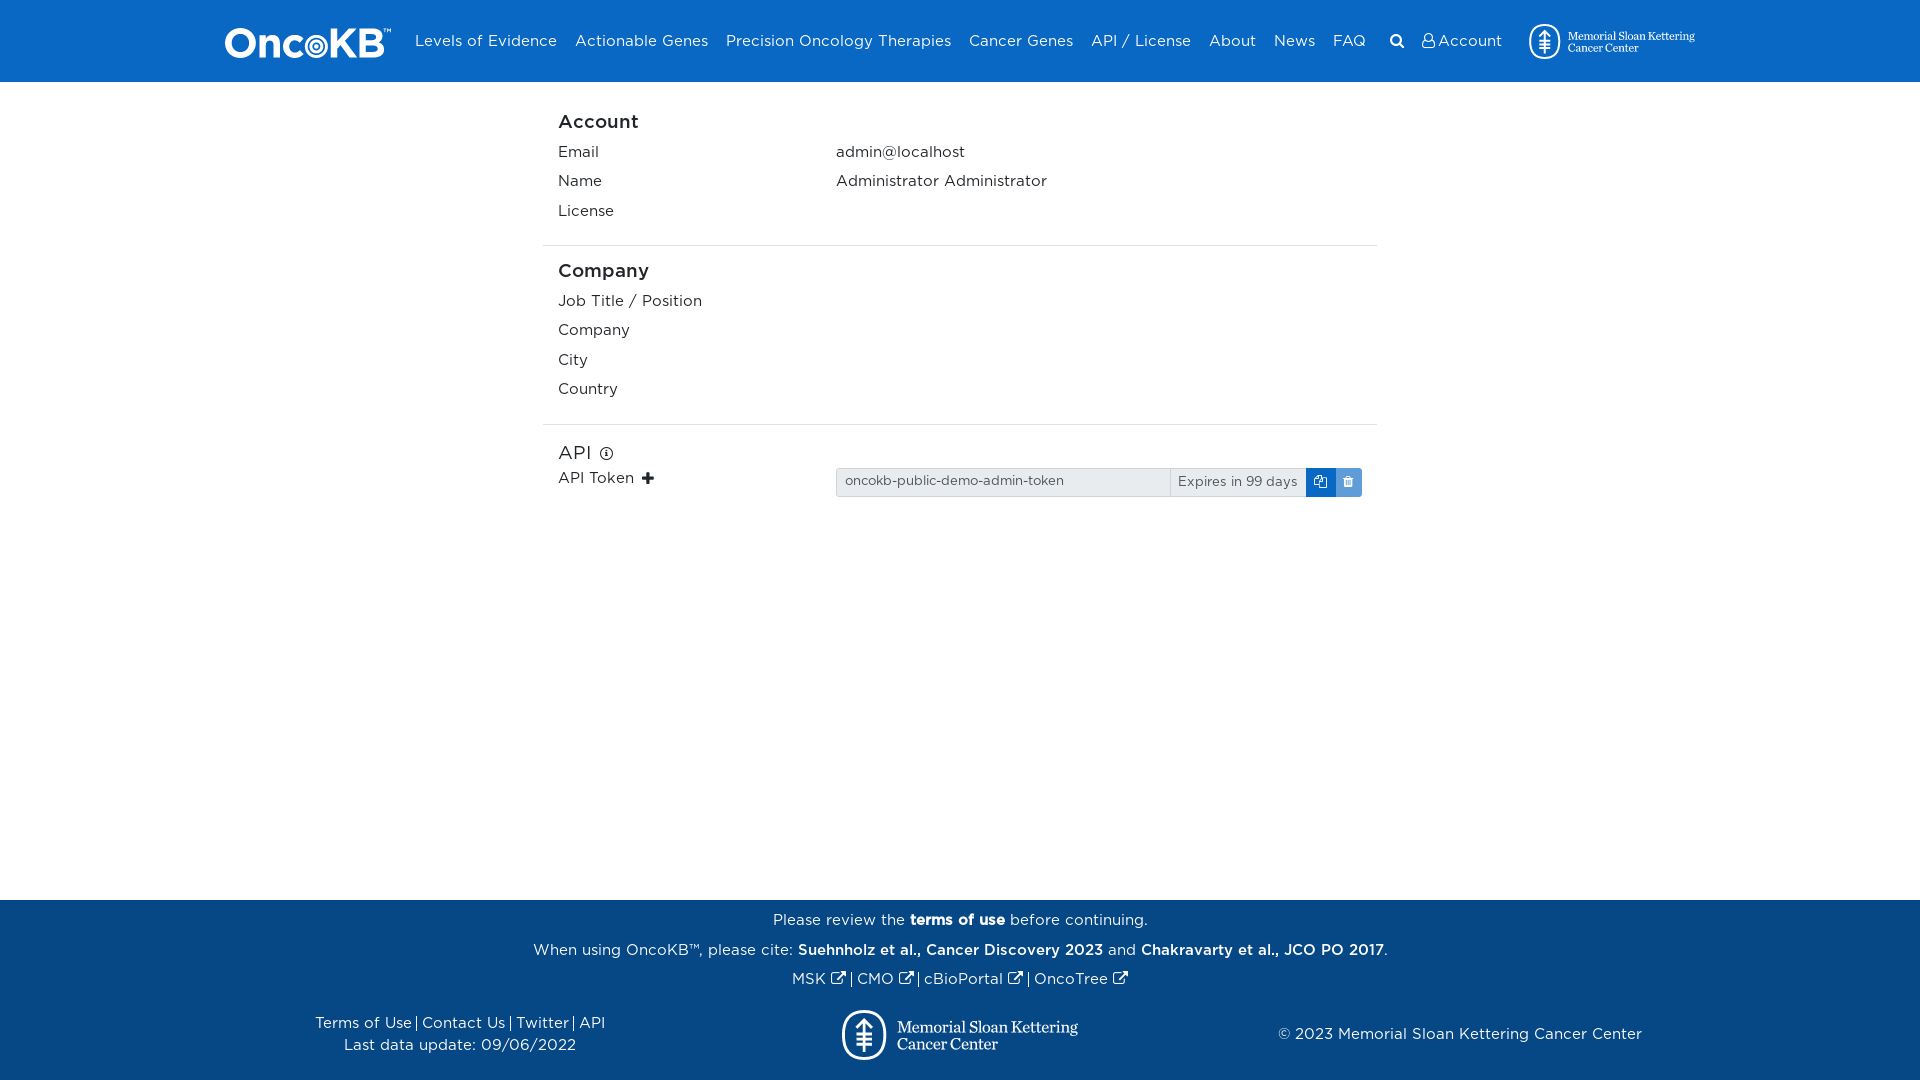 OncoKB™ Levels of Evidence Actionable Genes Precision Oncology Therapies Cancer Genes API / License About News FAQ Account Memorial Sloan Kettering
Cancer Center
Account
Email admin@localhost
Name Administrator Administrator
License
Company
Job Title / Position
Company
City
Country
API
API Token oncokb-public-demo-admin-token Expires in 99 days
Please review the terms of use before continuing.
When using OncoKB™, please cite: Suehnholz et al., Cancer Discovery 2023 and Chakravarty et al., JCO PO 2017.
MSK | CMO | cBioPortal | OncoTree
Terms of Use | Contact Us | Twitter | API
Last data update: 09/06/2022
Memorial Sloan Kettering
Cancer Center
© 2023 Memorial Sloan Kettering Cancer Center